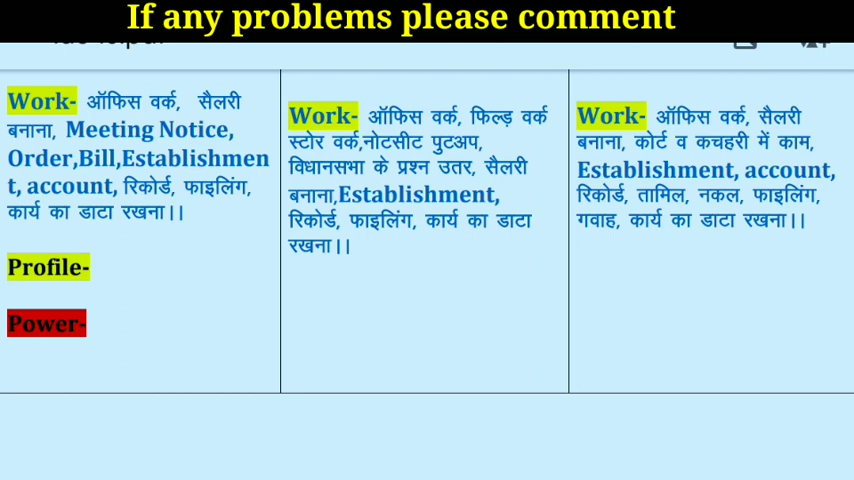 If any problems please comment
Work- ऑफिस वर्क, सैलरी
बनाना, Meeting Notice,
Order,Bill,Establishmen
t, account, रिकोर्ड, फाइलिंग,
कार्य का डाटा रखना।।
Profile-
Power-
Work- ऑफिस वर्क, फिल्ड़ वर्क
स्टोर वर्क,नोटसीट पुटअप,
विधानसभा के प्रश्न उतर, सैलरी
बनाना,Establishment,
रिकोर्ड, फाइलिंग, कार्य का डाटा
रखना।।
Work- ऑफिस वर्क, सैलरी
बनाना, कोर्ट व कचहरी में काम,
Establishment, account,
रिकोर्ड, तामिल, नकल, फाइलिंग,
गवाह, कार्य का डाटा रखना।।